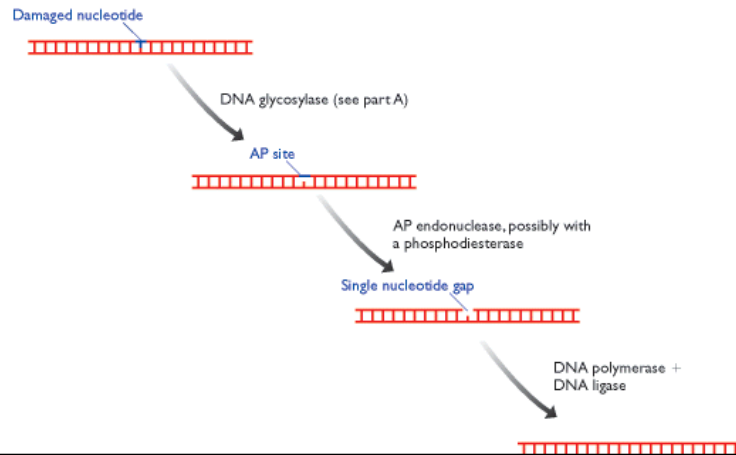 Damaged nucleotide
DNA glycosylase (see part A)
AP site
AP endonuclease, possibly with
a phosphodiesterase
Single nucleotide gap
DNA polymerase +
DNA ligase